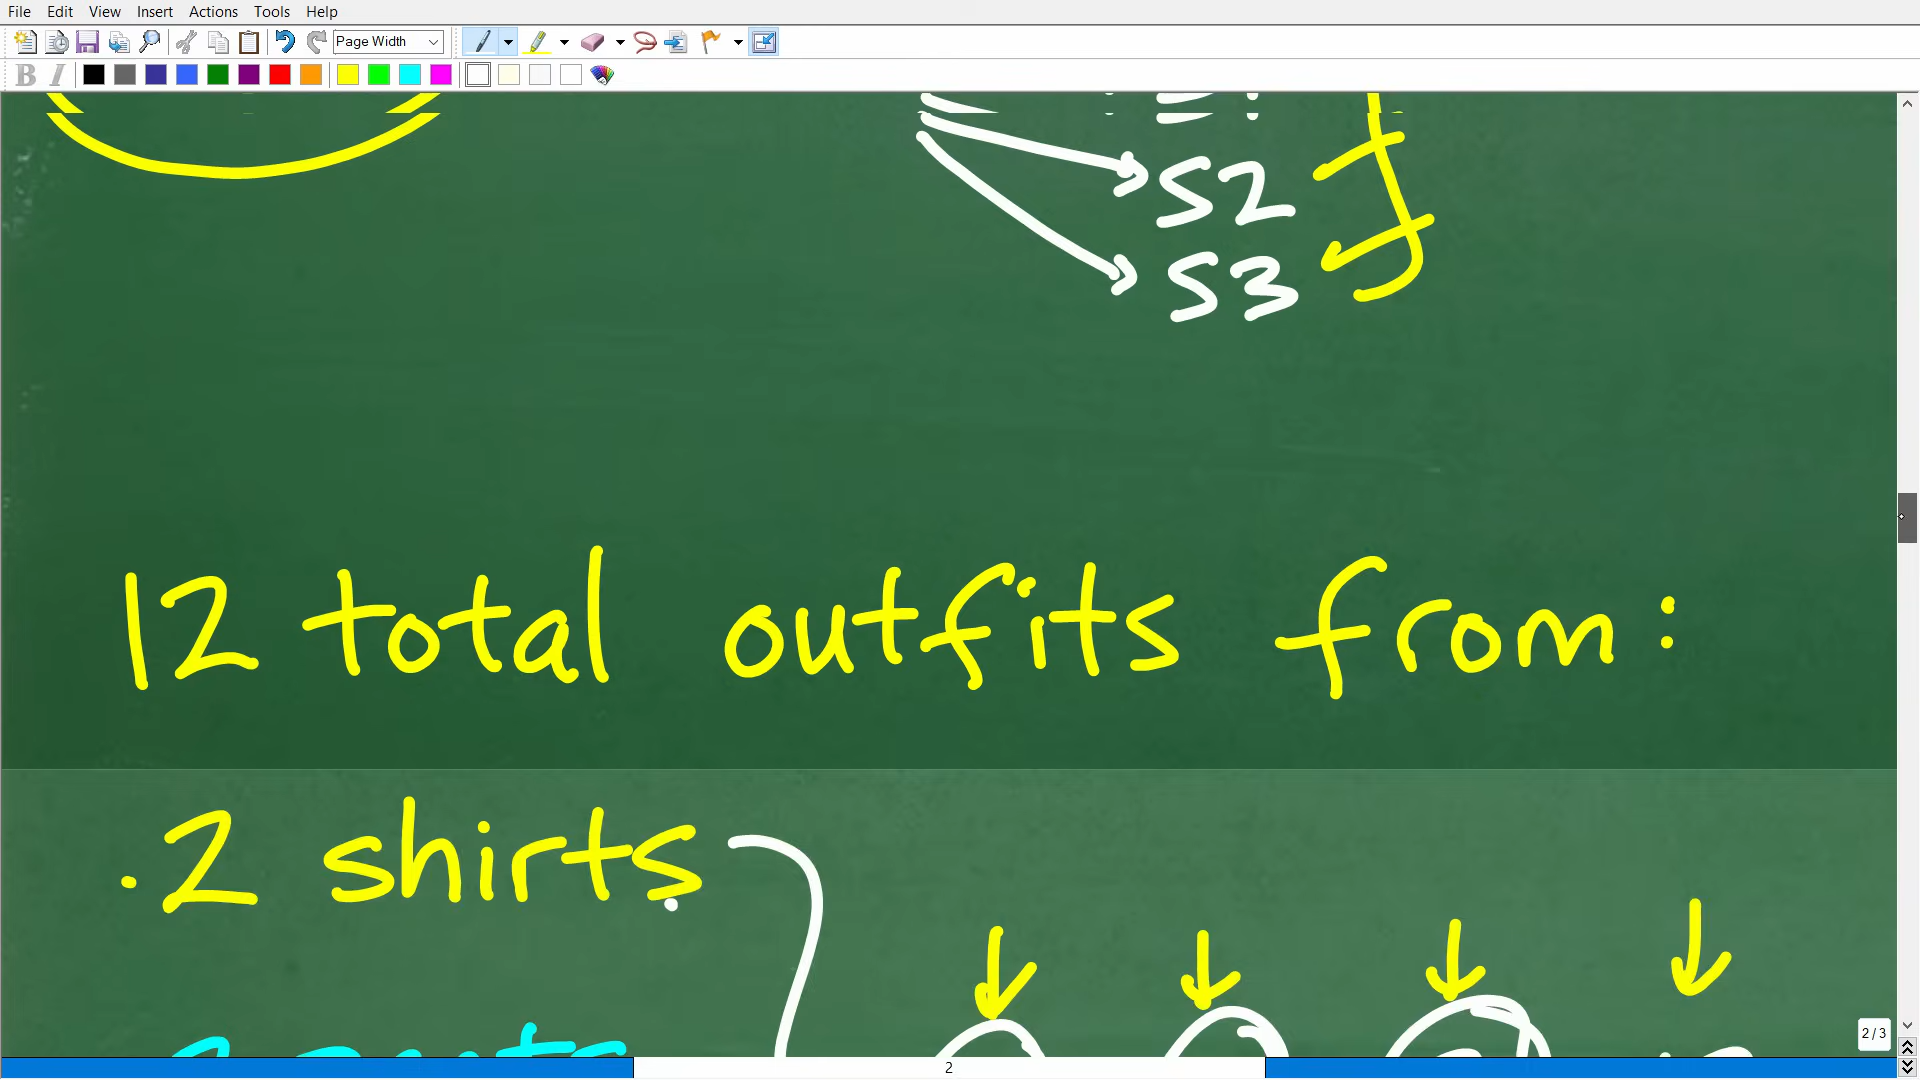 File Edit View Insert Actions Tools Help
Page Width
B I
S2
S3
12 total outfits from:
. 2 shirts
2 / 3
2